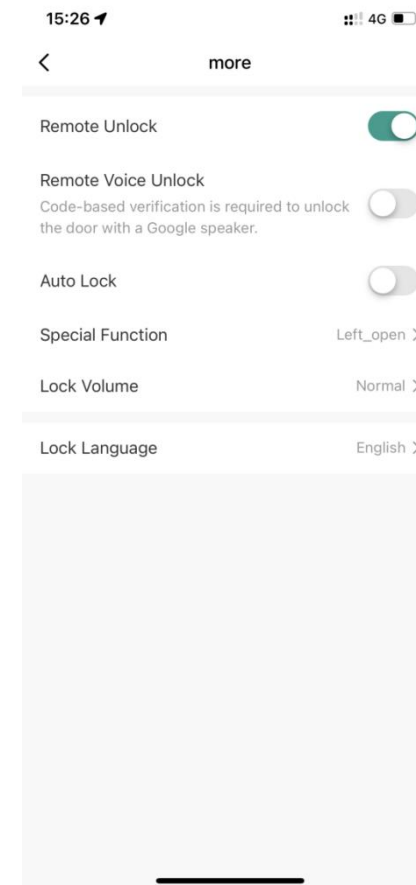 15:26 4G
more
Remote Unlock
Remote Voice Unlock
Code-based verification is required to unlock
the door with a Google speaker.
Auto Lock
Special Function Left_open
Lock Volume Normal
Lock Language English